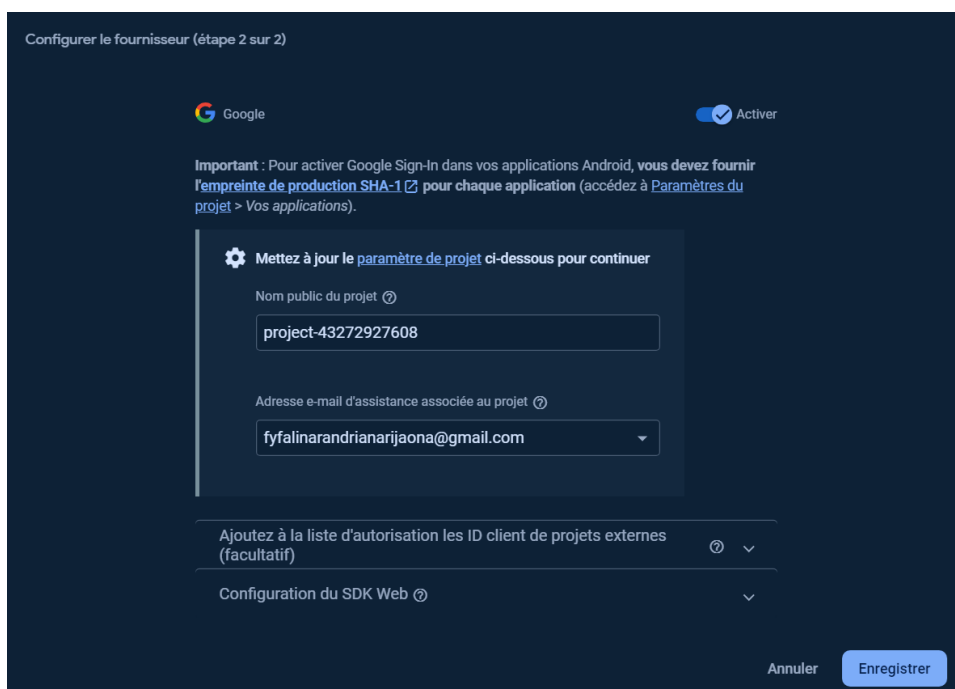 Configurer le fournisseur (étape 2 sur 2)
Google
Activer
Important : Pour activer Google Sign-In dans vos applications Android, vous devez fournir
l'empreinte de production SHA-1 pour chaque application (accédez à Paramètres du
projet > Vos applications).
Mettez à jour le paramètre de projet ci-dessous pour continuer
Nom public du projet
project-43272927608
Adresse e-mail d'assistance associée au projet
fyfalinarandrianarijaona@gmail.com
Ajoutez à la liste d'autorisation les ID client de projets externes
(facultatif)
Configuration du SDK Web
Annuler
Enregistrer